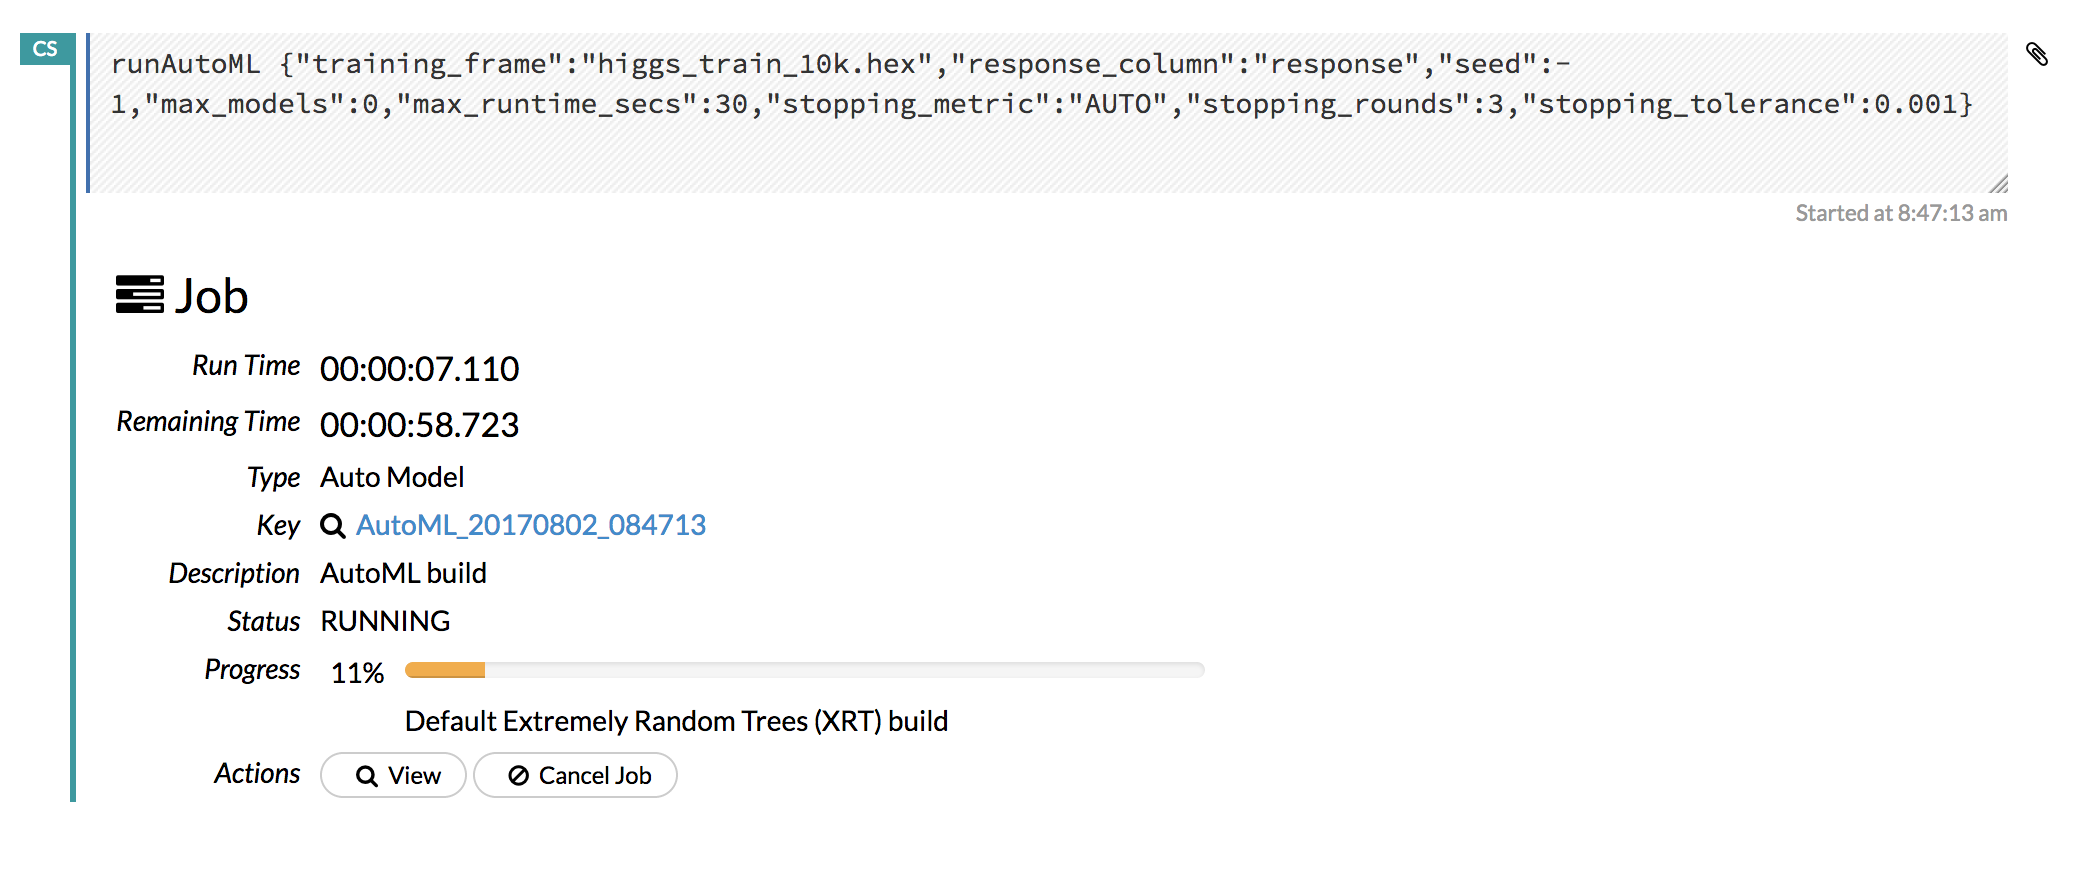 CS
runAutoML {"training_frame":"higgs_train_10k.hex","response_column":"response","seed":-
1,"max_models":0,"max_runtime_secs":30,"stopping_metric":"AUTO","stopping_rounds":3,"stopping_tolerance":0.001}
Started at 8:47:13 am
Job
Run Time 00:00:07.110
Remaining Time 00:00:58.723
Type Auto Model
Key AutoML_20170802_084713
Description AutoML build
Status RUNNING
Progress 11%
Default Extremely Random Trees (XRT) build
Actions View Cancel Job